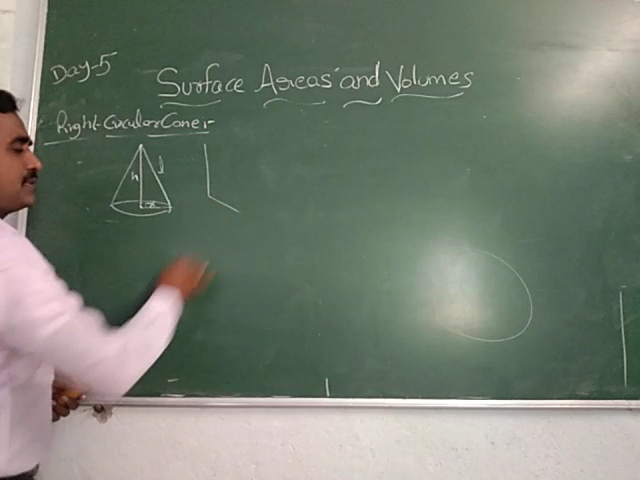 Day-5
Surface Areas and Volumes
Right Circular Cone:-
h
l
r